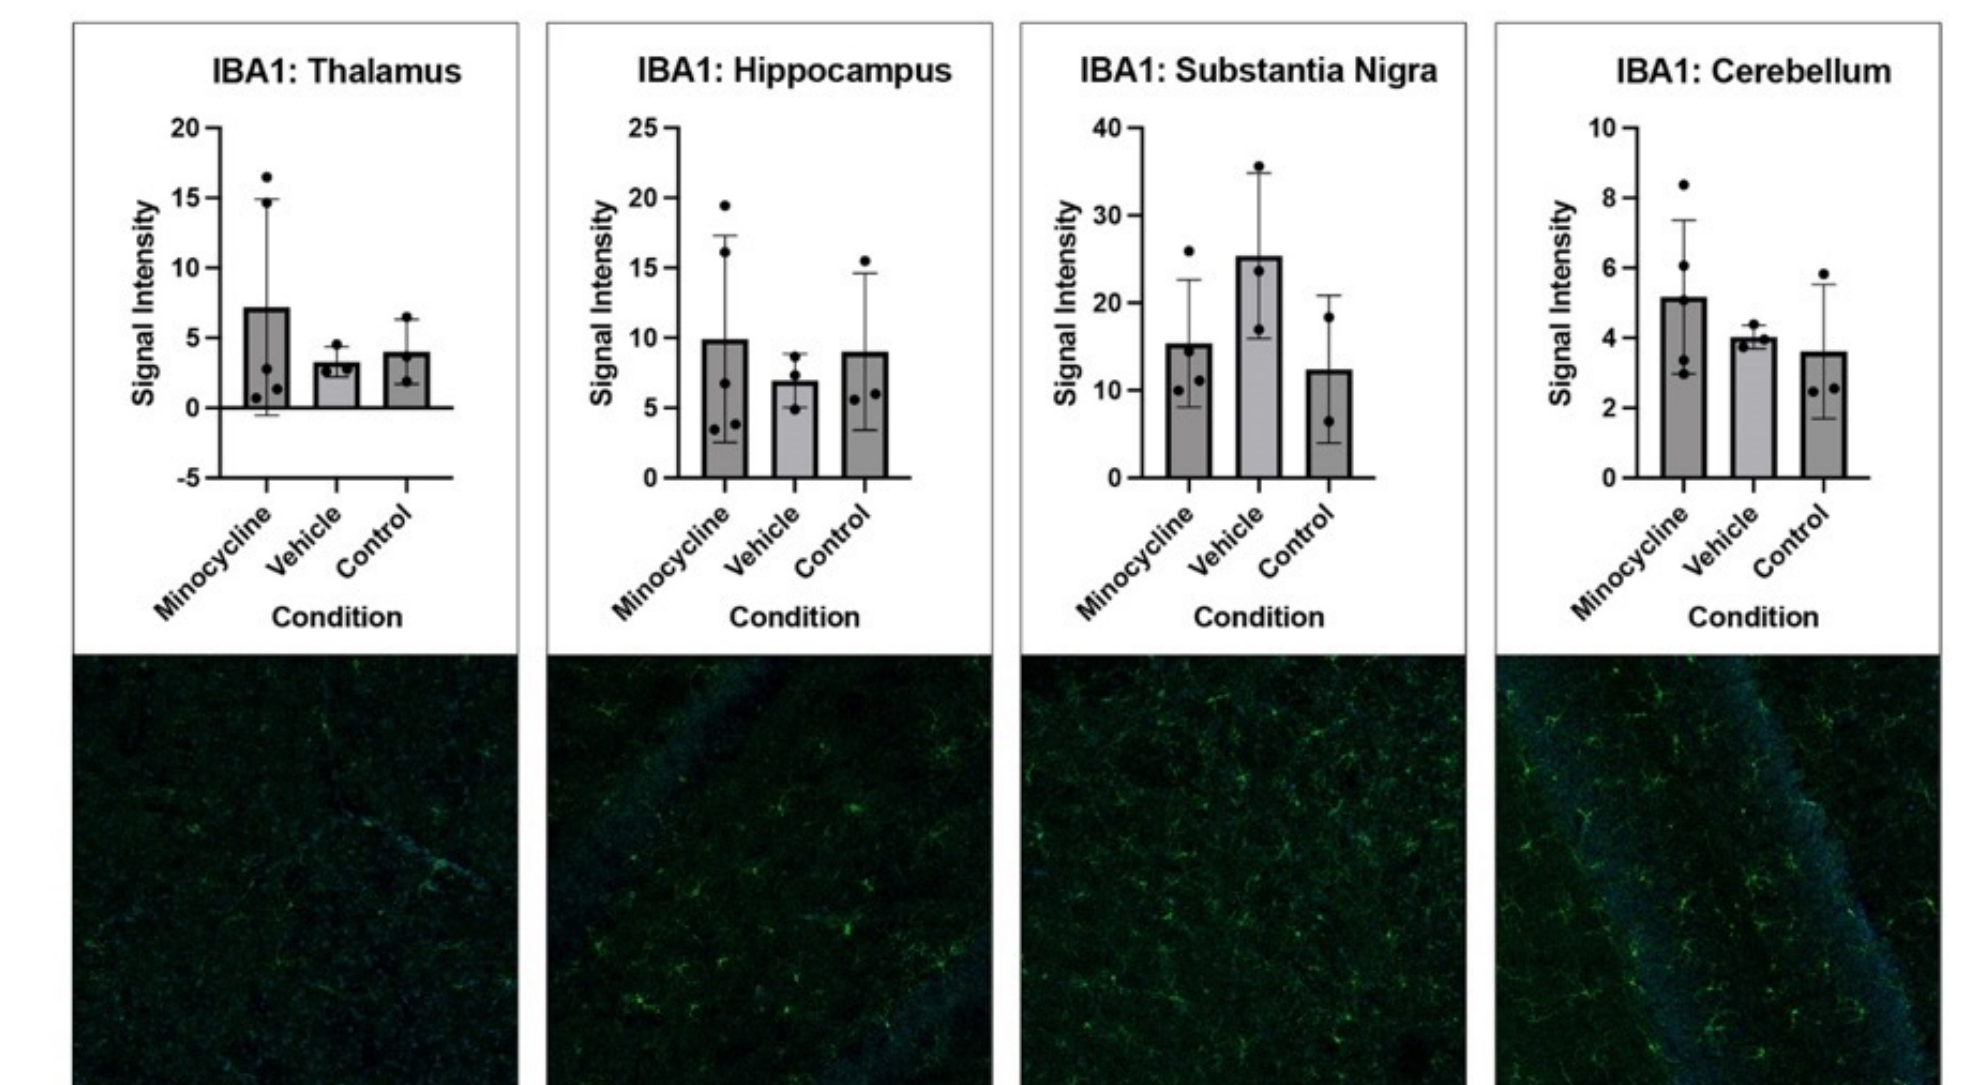 IBA1: Thalamus
20
15
10
5
0
-5
Signal Intensity
Minocycline
Vehicle
Control
Condition
IBA1: Hippocampus
25
20
15
10
5
0
Signal Intensity
Minocycline
Vehicle
Control
Condition
IBA1: Substantia Nigra
40
30
20
10
0
Signal Intensity
Minocycline
Vehicle
Control
Condition
IBA1: Cerebellum
10
8
6
4
2
0
Signal Intensity
Minocycline
Vehicle
Control
Condition